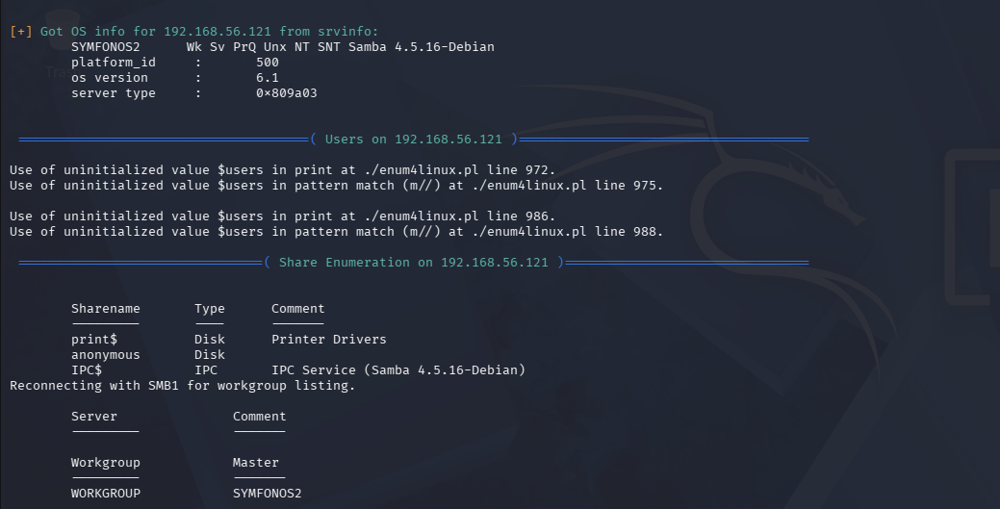 [+] Got OS info for 192.168.56.121 from srvinfo:
SYMFONOS2 Wk Sv PrQ Unx NT SNT Samba 4.5.16-Debian
platform_id : 500
os version : 6.1
server type : 0x809a03
( Users on 192.168.56.121 )
Use of uninitialized value $users in print at ./enum4linux.pl line 972.
Use of uninitialized value $users in pattern match (m//) at ./enum4linux.pl line 975.
Use of uninitialized value $users in print at ./enum4linux.pl line 986.
Use of uninitialized value $users in pattern match (m//) at ./enum4linux.pl line 988.
( Share Enumeration on 192.168.56.121 )
Sharename Type Comment
--------- ---- -------
print$ Disk Printer Drivers
anonymous Disk
IPC$ IPC IPC Service (Samba 4.5.16-Debian)
Reconnecting with SMB1 for workgroup listing.
Server Comment
--------- -------
Workgroup Master
--------- -------
WORKGROUP SYMFONOS2